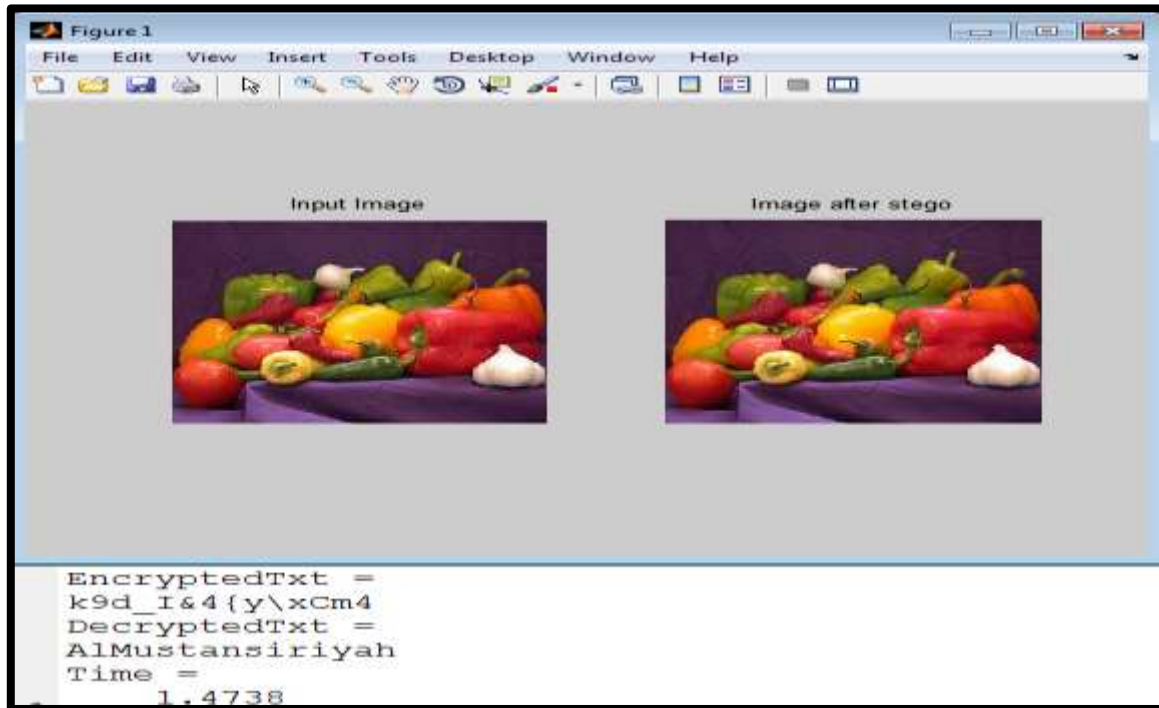 Figure 1
File Edit View Insert Tools Desktop Window Help
Input Image
Image after stego
EncryptedTxt =
k9d_I&4{y\xCm4
DecryptedTxt =
AlMustansiriyah
Time =
1.4738